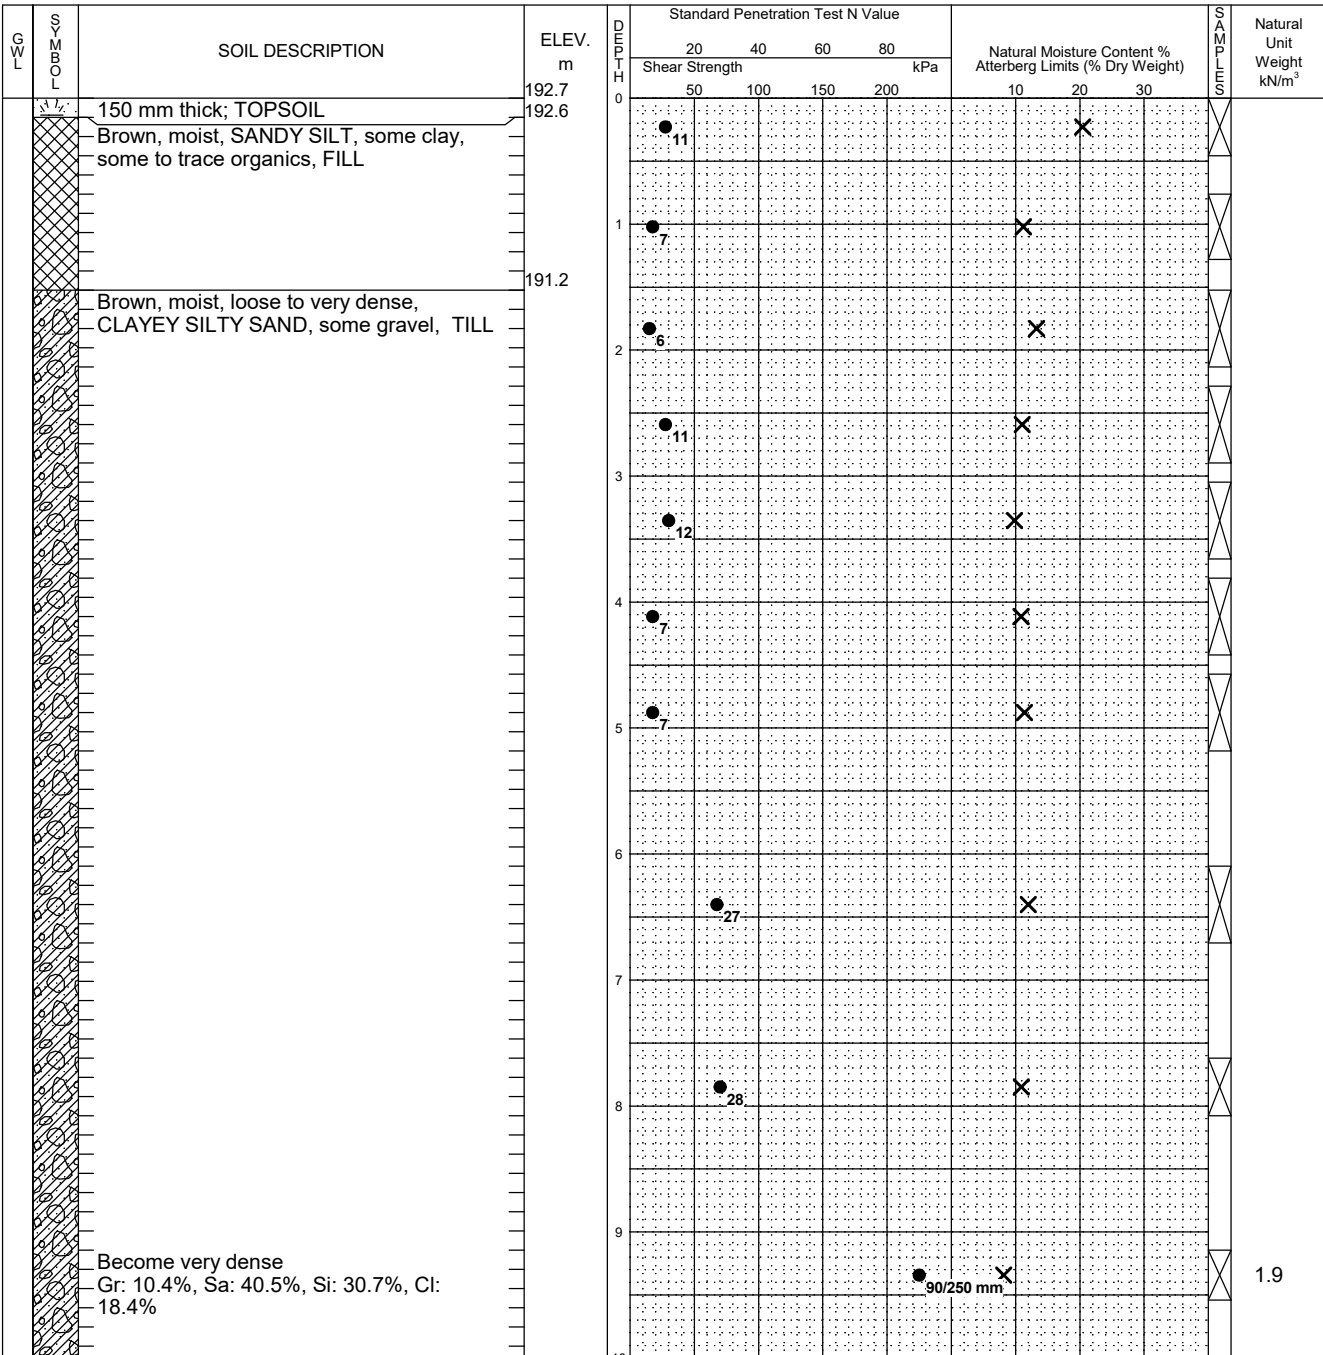 GWL
SYMBOL
SOIL DESCRIPTION
ELEV.
m
DEPTH
Standard Penetration Test N Value
20 40 60 80
Shear Strength kPa
50 100 150 200
Natural Moisture Content %
Atterberg Limits (% Dry Weight)
10 20 30
SAMPLES
Natural
Unit
Weight
kN/m³
192.7
0
150 mm thick; TOPSOIL
192.6
Brown, moist, SANDY SILT, some clay,
some to trace organics, FILL
11
1
7
191.2
Brown, moist, loose to very dense,
CLAYEY SILTY SAND, some gravel, TILL
6
2
11
3
12
4
7
7
5
6
27
7
28
8
9
Become very dense
Gr: 10.4%, Sa: 40.5%, Si: 30.7%, Cl:
18.4%
90/250 mm
1.9